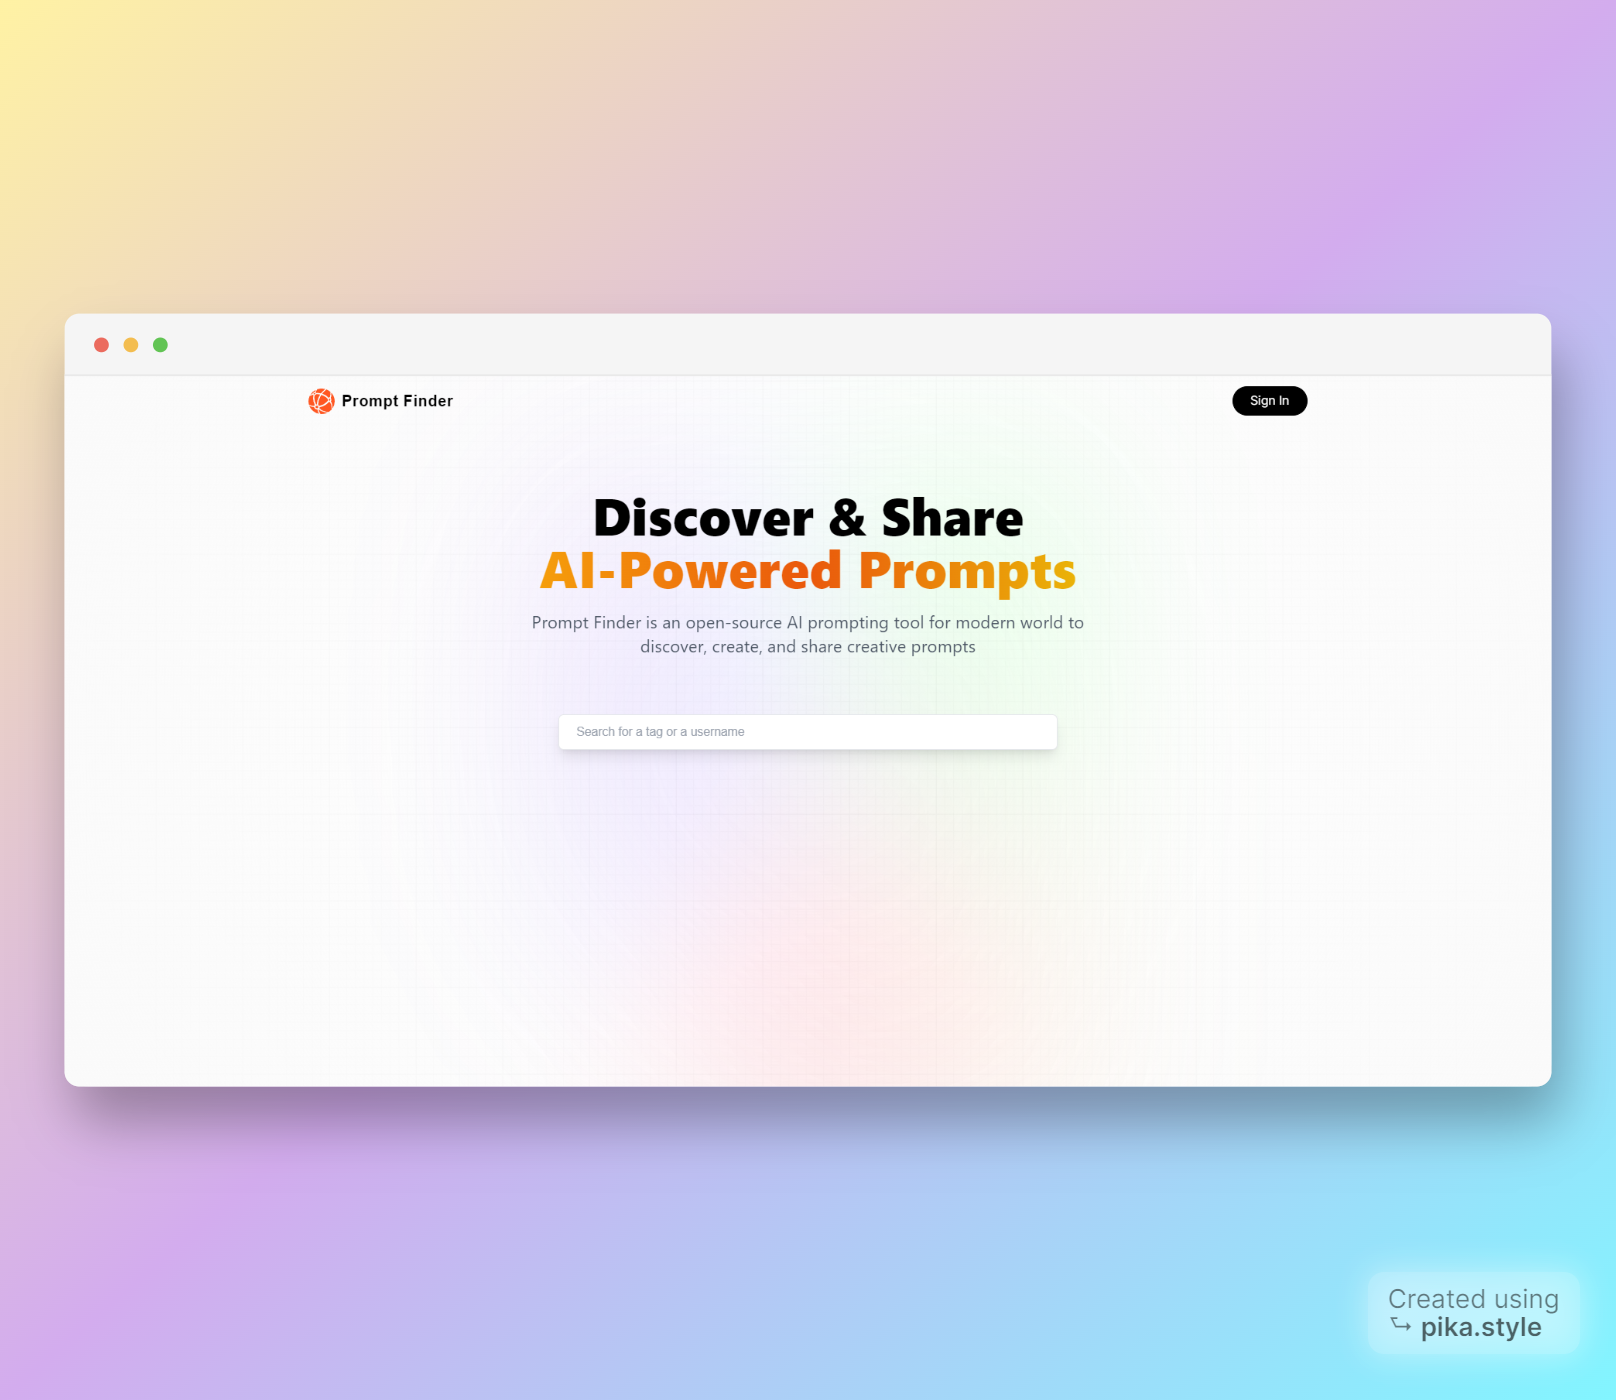 Prompt Finder
Sign In
Discover & Share
AI-Powered Prompts
Prompt Finder is an open-source AI prompting tool for modern world to
discover, create, and share creative prompts
Search for a tag or a username
Created using
pika.style